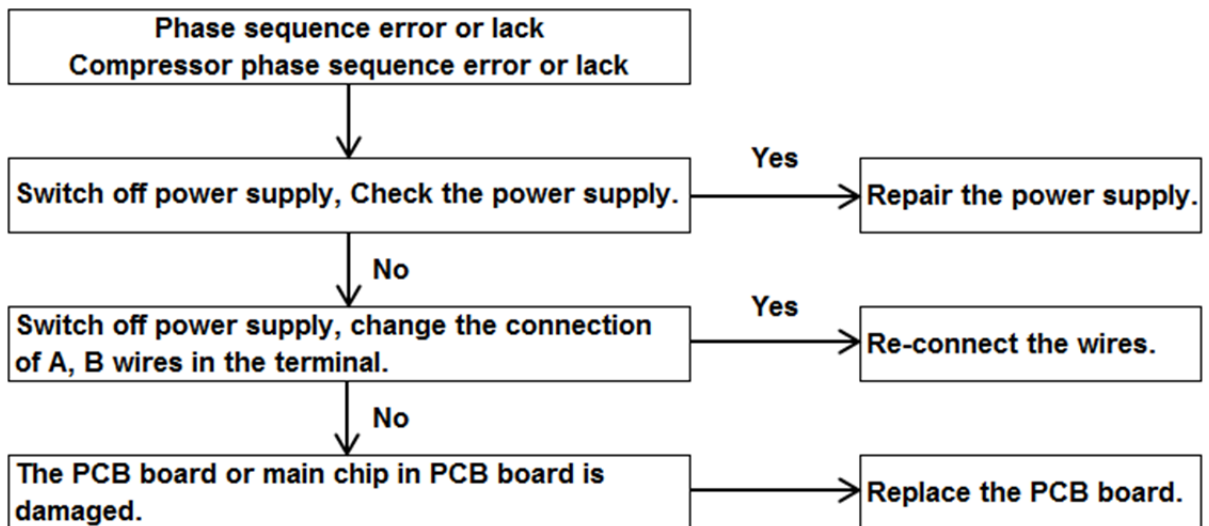 Phase sequence error or lack
Compressor phase sequence error or lack
Yes
Switch off power supply, Check the power supply.
Repair the power supply.
No
Yes
Switch off power supply, change the connection
of A, B wires in the terminal.
Re-connect the wires.
No
The PCB board or main chip in PCB board is
damaged.
Replace the PCB board.